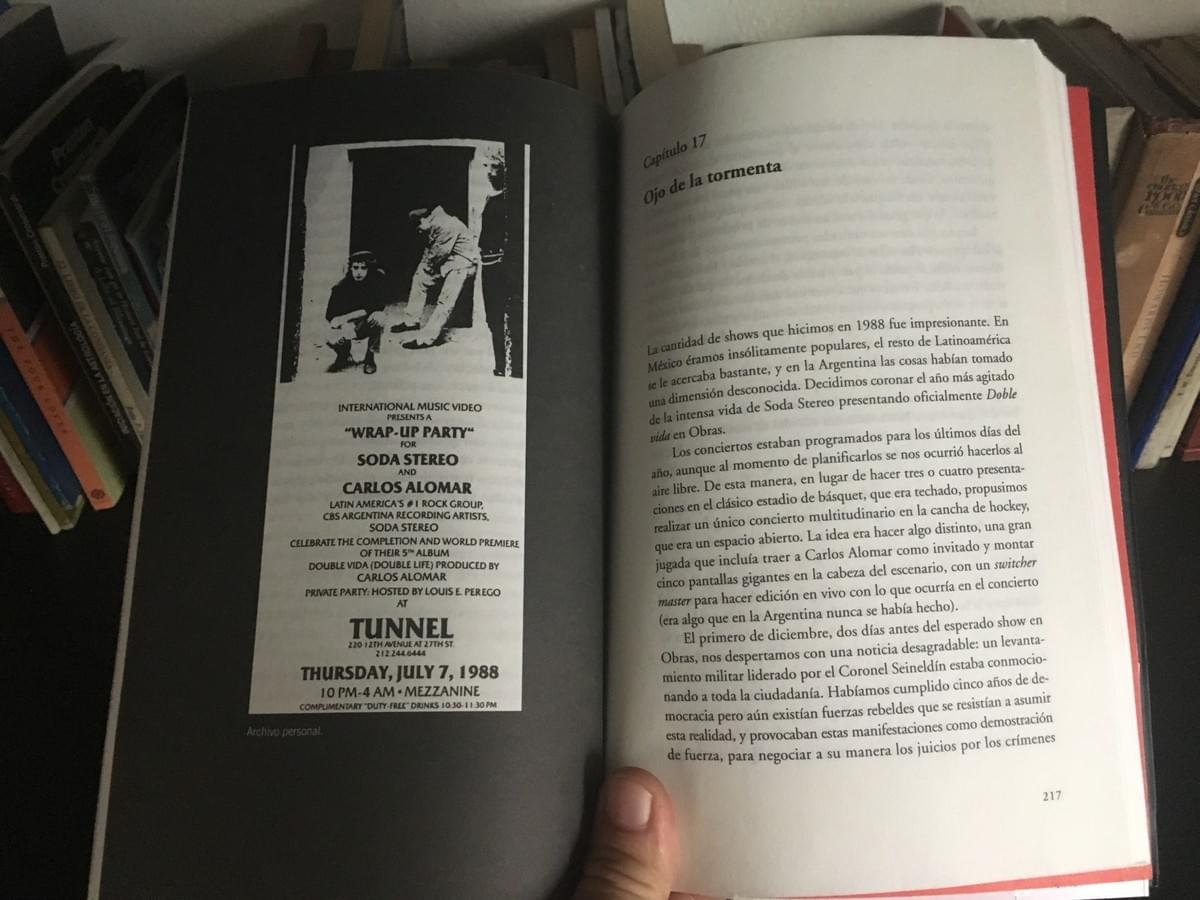 INTERNATIONAL MUSIC VIDEO
PRESENTS A
"WRAP-UP PARTY"
FOR
SODA STEREO
AND
CARLOS ALOMAR
LATIN AMERICA'S #1 ROCK GROUP,
CBS ARGENTINA RECORDING ARTISTS,
SODA STEREO
CELEBRATE THE COMPLETION AND WORLD PREMIERE
OF THEIR 5TH ALBUM
DOUBLE VIDA (DOUBLE LIFE) PRODUCED BY
CARLOS ALOMAR
PRIVATE PARTY: HOSTED BY LOUIS E. PEREGO
AT
TUNNEL
220 12TH AVENUE AT 27TH ST.
212 244 6444
THURSDAY, JULY 7, 1988
10 PM-4 AM • MEZZANINE
COMPLIMENTARY "DUTY-FREE" DRINKS 10:30-11:30 PM
Archivo personal.
Capítulo 17
Ojo de la tormenta
La cantidad de shows que hicimos en 1988 fue impresionante. En
México éramos insólitamente populares, el resto de Latinoamérica
se le acercaba bastante, y en la Argentina las cosas habían tomado
una dimensión desconocida. Decidimos coronar el año más agitado
de la intensa vida de Soda Stereo presentando oficialmente Doble
vida en Obras.
Los conciertos estaban programados para los últimos días del
año, aunque al momento de planificarlos se nos ocurrió hacerlos al
aire libre. De esta manera, en lugar de hacer tres o cuatro presenta-
ciones en el clásico estadio de básquet, que era techado, propusimos
realizar un único concierto multitudinario en la cancha de hockey,
que era un espacio abierto. La idea era hacer algo distinto, una gran
jugada que incluía traer a Carlos Alomar como invitado y montar
cinco pantallas gigantes en la cabeza del escenario, con un switcher
master para hacer edición en vivo con lo que ocurría en el concierto
(era algo que en la Argentina nunca se había hecho).
El primero de diciembre, dos días antes del esperado show en
Obras, nos despertamos con una noticia desagradable: un levanta-
miento militar liderado por el Coronel Seineldín estaba conmocio-
nando a toda la ciudadanía. Habíamos cumplido cinco años de de-
mocracia pero aún existían fuerzas rebeldes que se resistían a asumir
esta realidad, y provocaban estas manifestaciones como demostración
de fuerza, para negociar a su manera los juicios por los crímenes
217